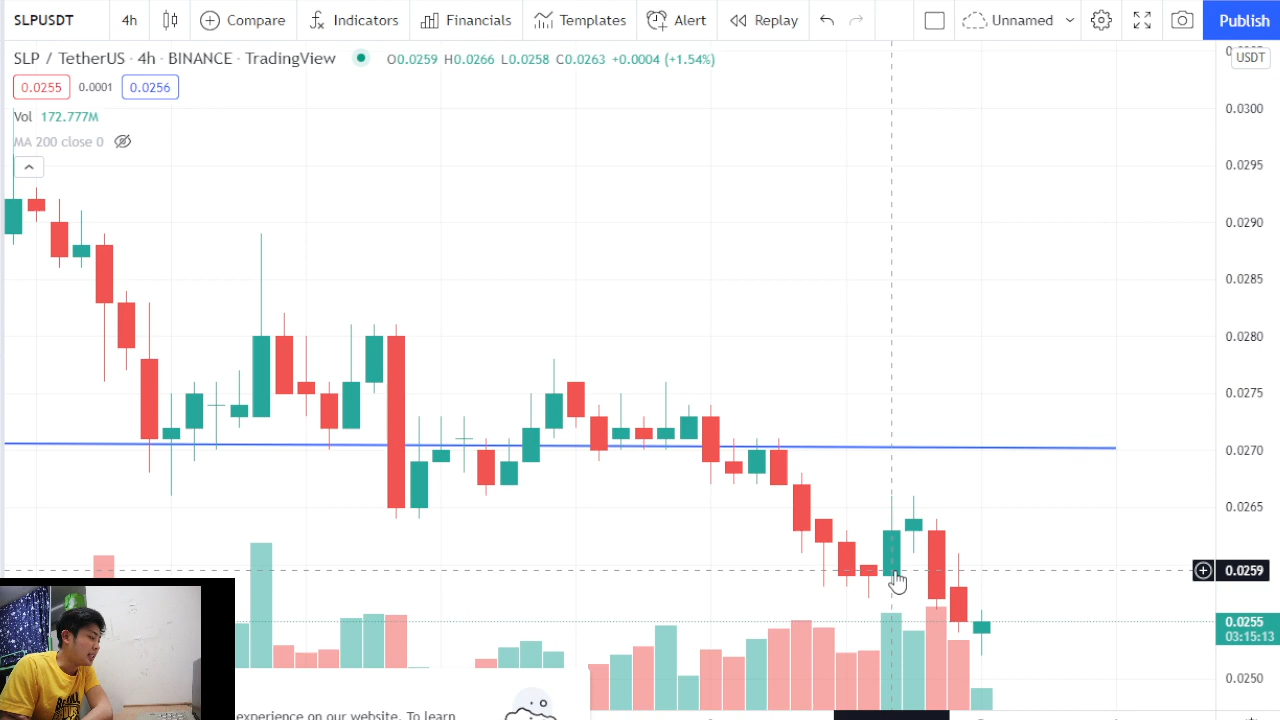 SLPUSDT 4h Compare Indicators Financials Templates Alert Replay Unnamed Publish
SLP / TetherUS · 4h · BINANCE · TradingView O0.0259 H0.0266 L0.0258 C0.0263 +0.0004 (+1.54%)
USDT
0.0255 0.0001 0.0256
Vol 172.777M
MA 200 close 0
0.0300
0.0295
0.0290
0.0285
0.0280
0.0275
0.0270
0.0265
0.0259
0.0255
03:15:13
0.0250
experience on our website. To learn